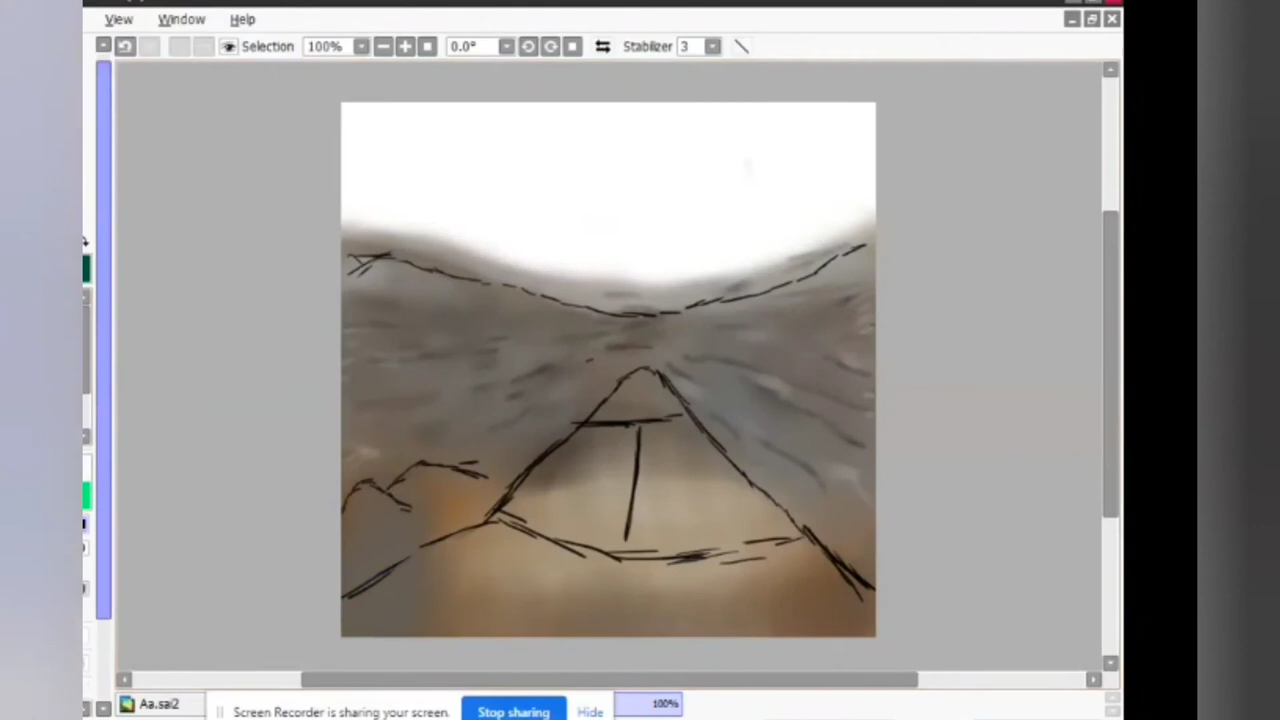 View Window Help
Selection 100% 0.0° Stabilizer 3
Aa.sai2 100%
Screen Recorder is sharing your screen. Stop sharing Hide